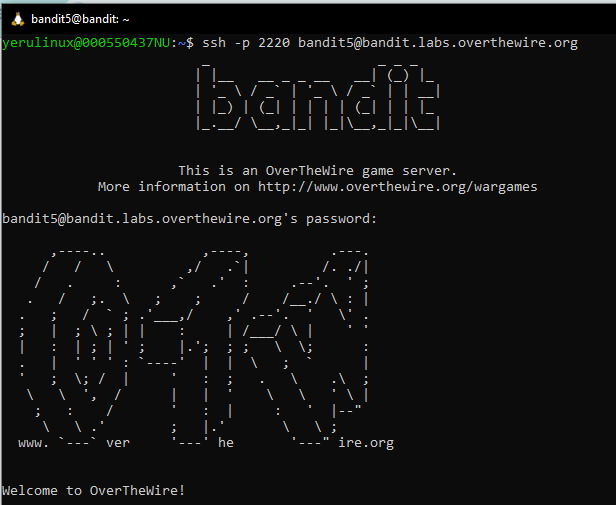 bandit5@bandit: ~
yerulinux@000550437NU:~$ ssh -p 2220 bandit5@bandit.labs.overthewire.org
bandit
This is an OverTheWire game server.
More information on http://www.overthewire.org/wargames
bandit5@bandit.labs.overthewire.org's password:
www. ver he ire.org
Welcome to OverTheWire!